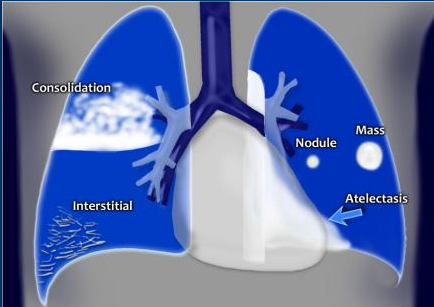 Consolidation
Mass
Nodule
Atelectasis
Interstitial